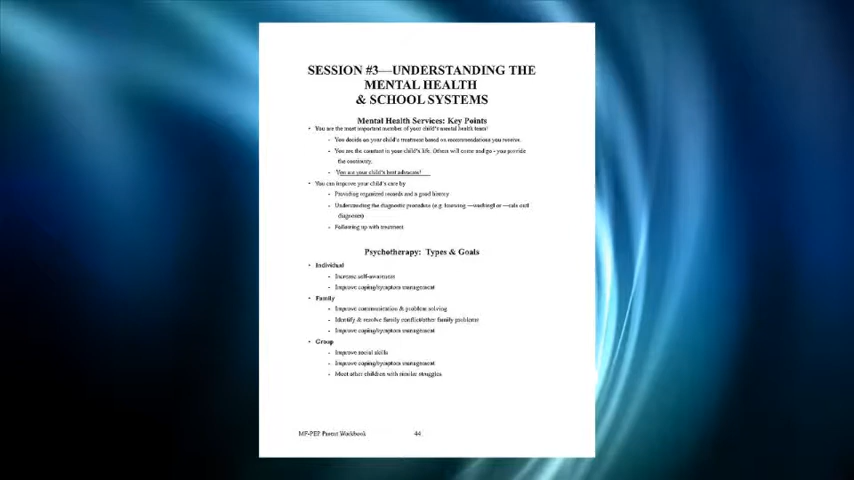 SESSION #3—UNDERSTANDING THE
MENTAL HEALTH
& SCHOOL SYSTEMS
Mental Health Services: Key Points
• You are the most important member of your child's mental health team!
- You decide on your child's treatment based on recommendations you receive.
- You are the constant in your child's life. Others will come and go - you provide
the continuity.
- You are your child's best advocate!
• You can improve your child's care by
- Providing organized records and a good history
- Understanding the diagnostic procedure (e.g. learning —working‖ or —rule out‖
diagnoses)
- Following up with treatment
Psychotherapy: Types & Goals
• Individual
- Increase self-awareness
- Improve coping/symptom management
• Family
- Improve communication & problem solving
- Identify & resolve family conflict/other family problems
- Improve coping/symptom management
• Group
- Improve social skills
- Improve coping/symptom management
- Meet other children with similar struggles
MF-PEP Parent Workbook 44